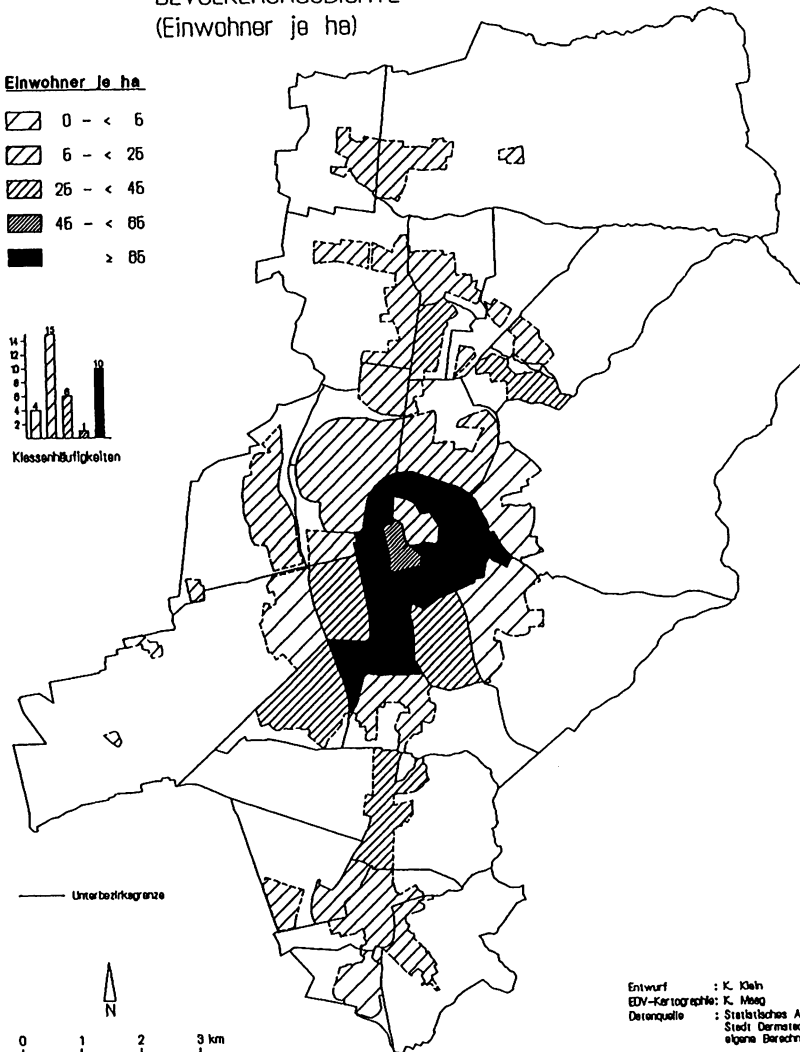 BEVÖLKERUNGSDICHTE
(Einwohner je ha)
Einwohner je ha
0 - < 5
5 - < 25
25 - < 45
45 - < 65
≥ 65
15
14
12
10
8
6
4
2
4
6
1
10
Klassenhäufigkeiten
Unterbezirksgrenze
N
0 1 2 3 km
Entwurf : K. Klein
EDV-Kartographie: K. Maag
Datenquelle : Statistisches A
Stadt Darmstad
eigene Berechn